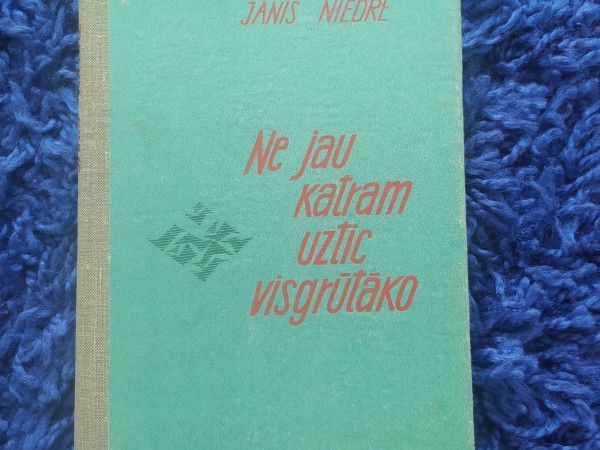 JĀNIS NIEDRE
Ne jau
katram
uztic
visgrūtāko